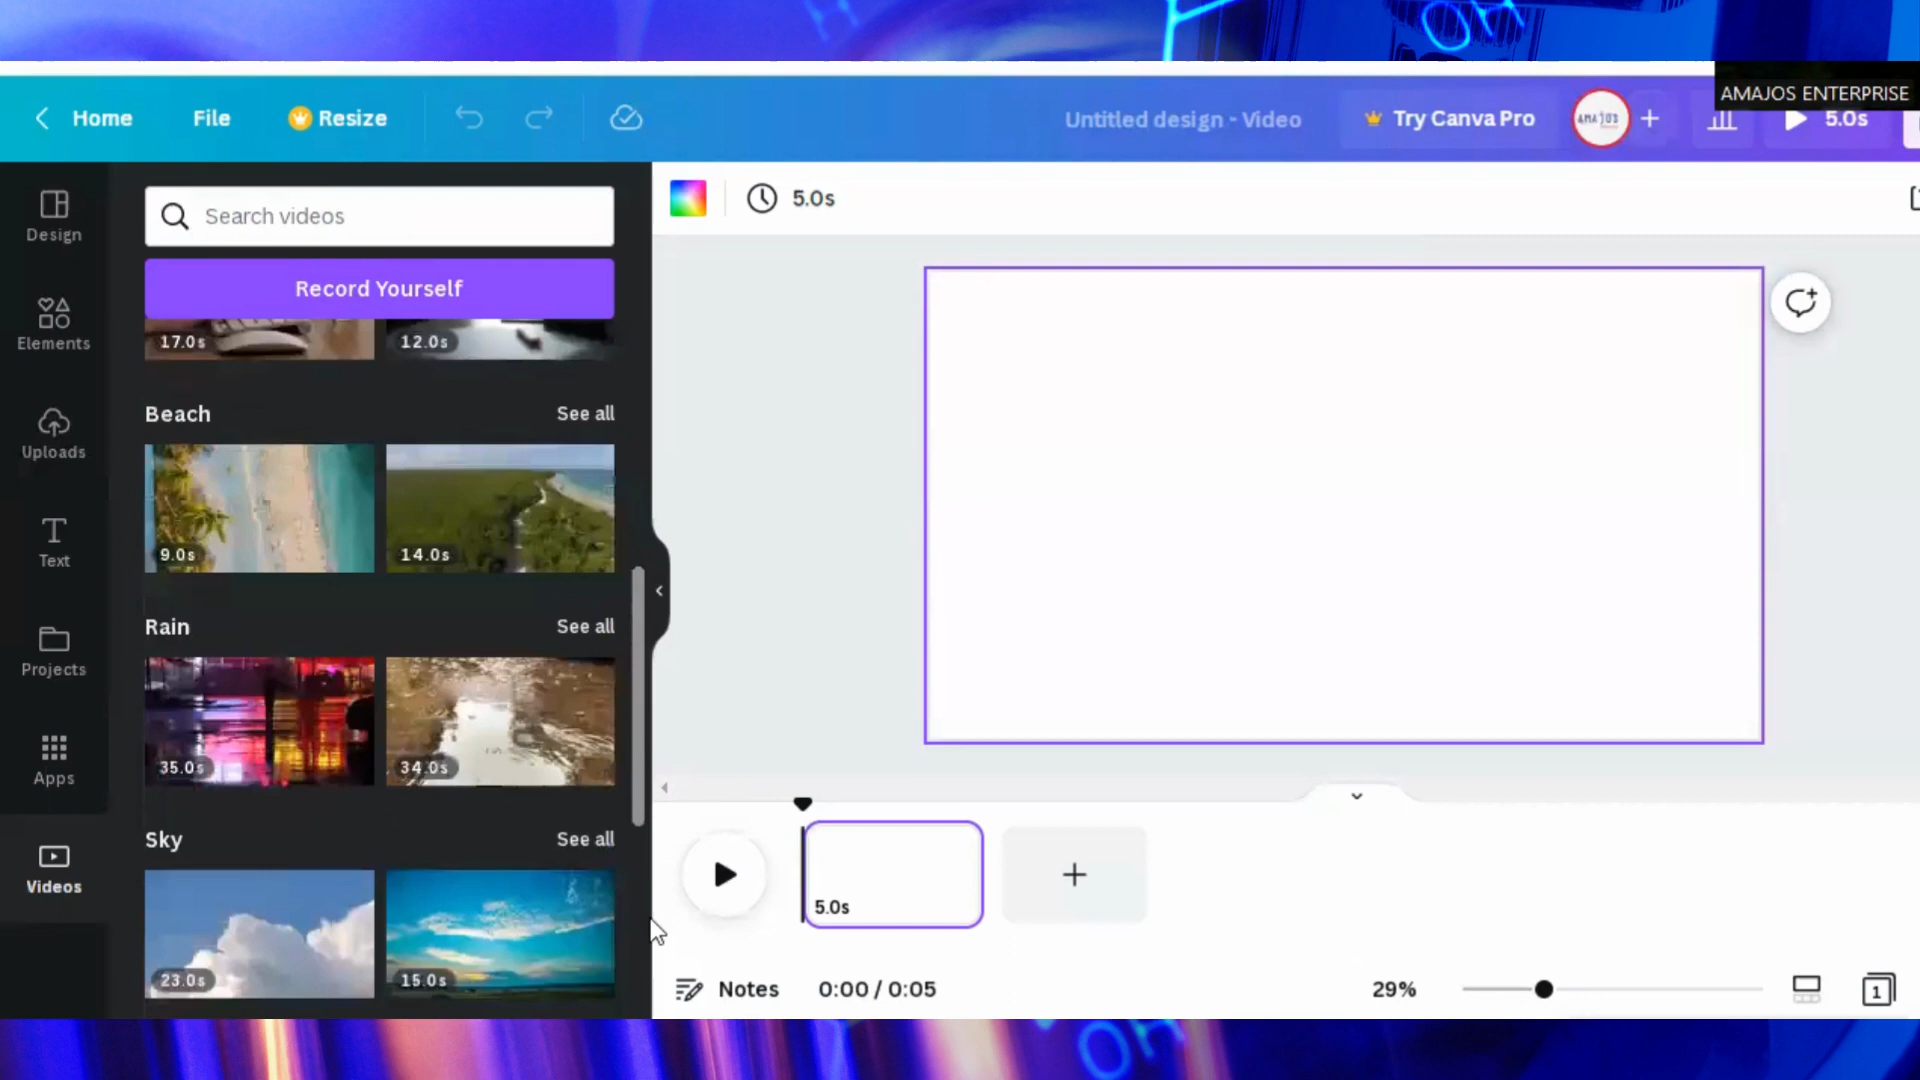 OH
H
AMAJOS ENTERPRISE
Home
File
Resize
Untitled design - Video
Try Canva Pro
AMAJOS
5.0s
Design
Elements
Uploads
Text
Projects
Apps
Videos
Search videos
Record Yourself
17.0s
12.0s
Beach
See all
9.0s
14.0s
Rain
See all
35.0s
34.0s
Sky
See all
23.0s
15.0s
5.0s
5.0s
Notes
0:00 / 0:05
29%
1
OH